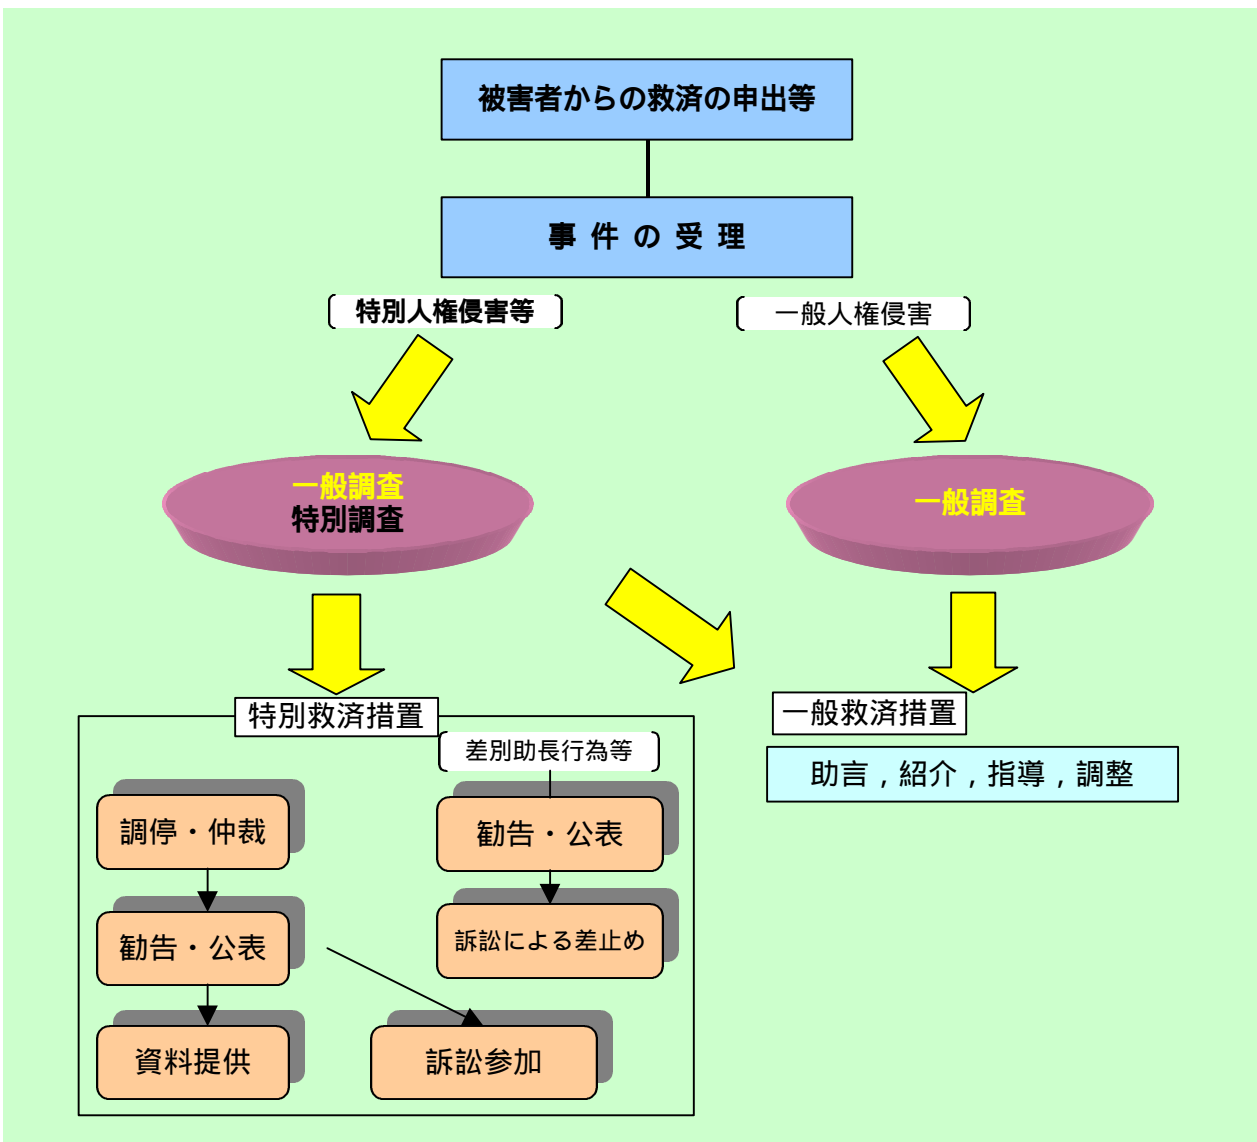 被害者からの救済の申出等
事件の受理
特別人権侵害等
一般人権侵害
一般調査
特別調査
一般調査
特別救済措置
一般救済措置
差別助長行為等
助言，紹介，指導，調整
調停・仲裁
勧告・公表
勧告・公表
訴訟による差止め
資料提供
訴訟参加